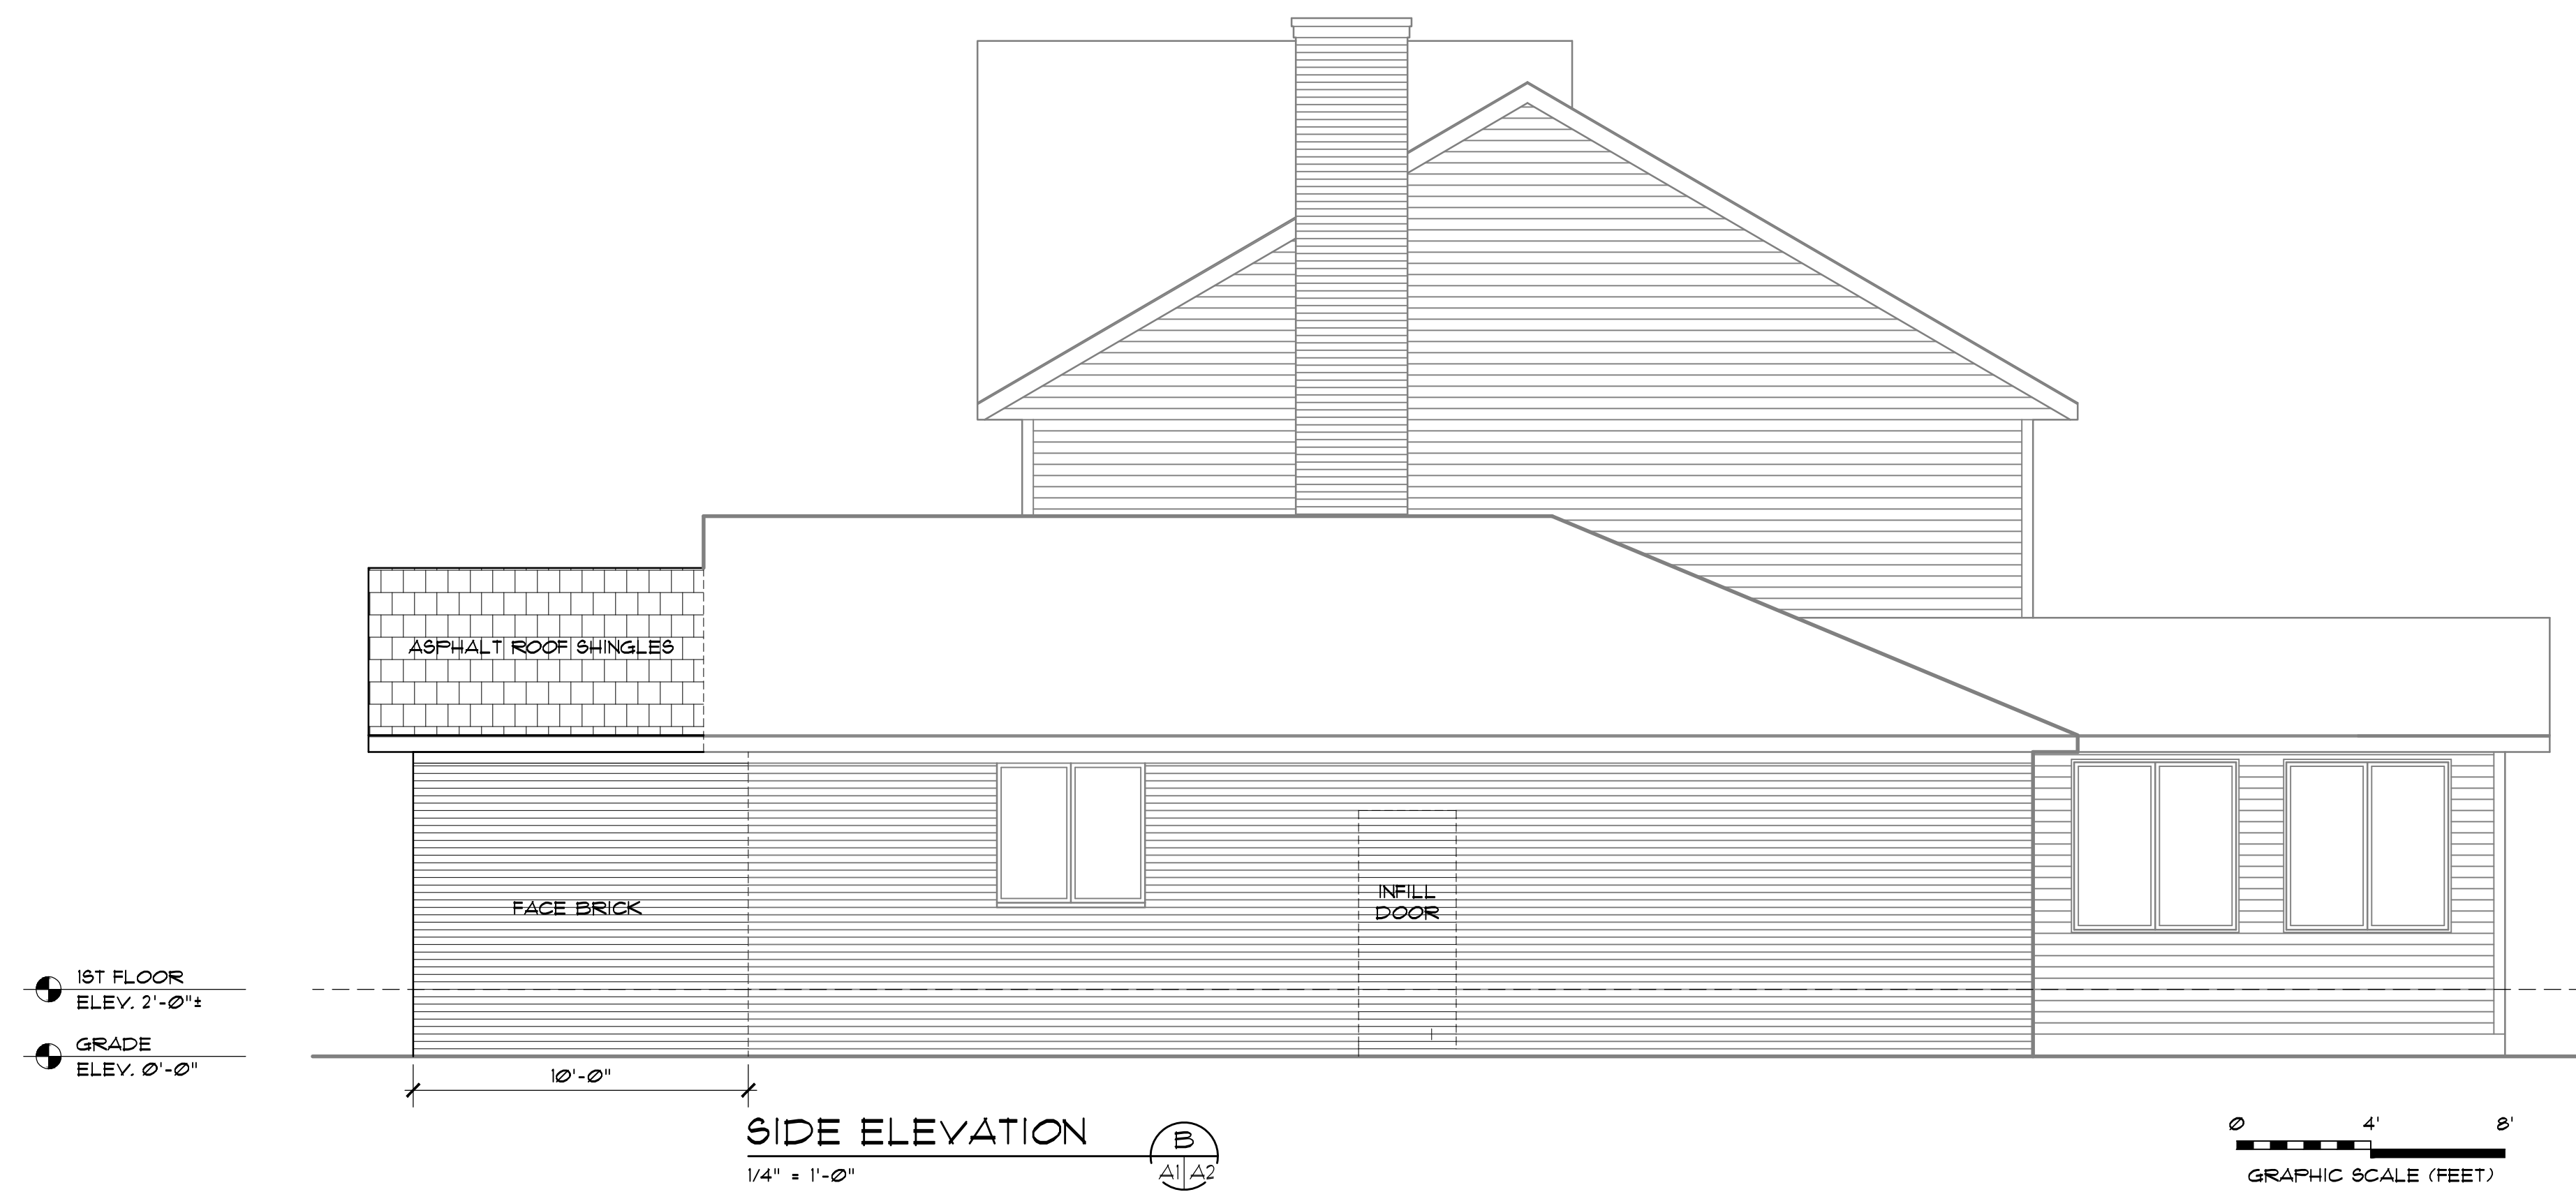 ASPHALT ROOF SHINGLES
FACE BRICK
INFILL
DOOR
1ST FLOOR
ELEV. 2'-0"±
GRADE
ELEV. 0'-0"
10'-0"
SIDE ELEVATION
B
1/4" = 1'-0"
A1 A2
0 4' 8'
GRAPHIC SCALE (FEET)